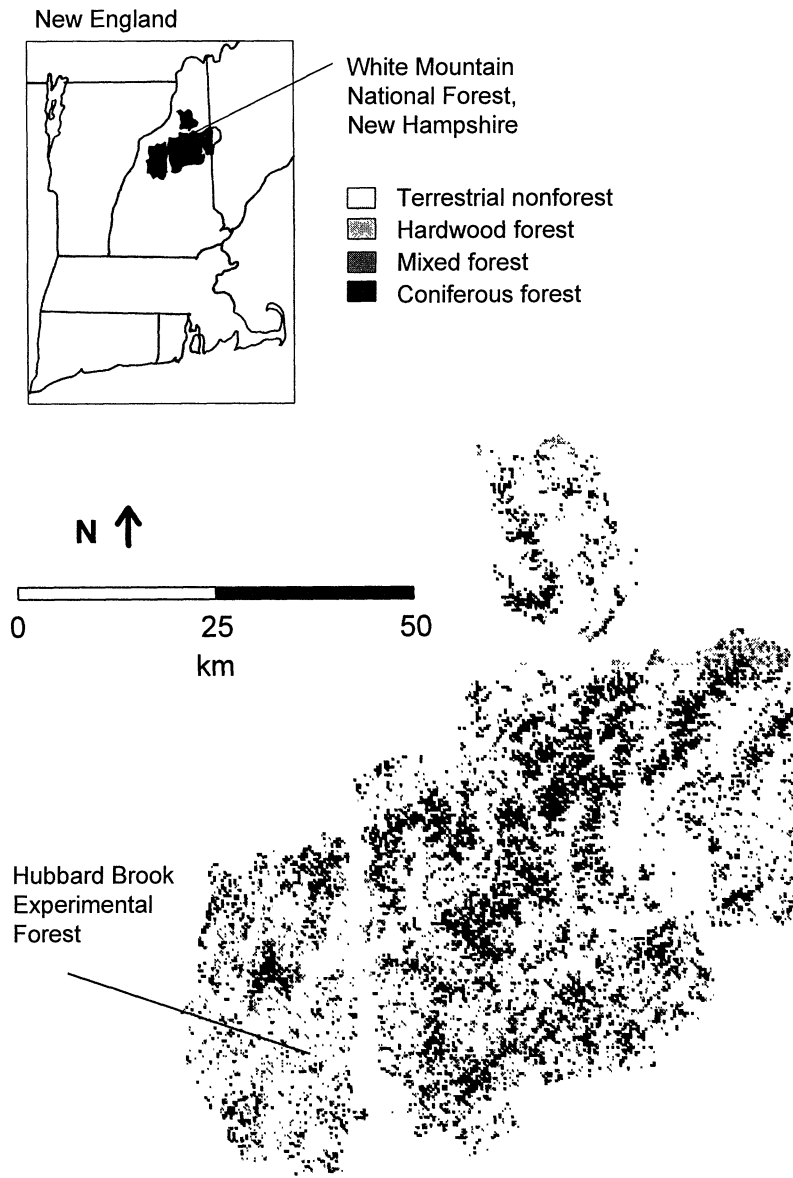 New England
White Mountain
National Forest,
New Hampshire
Terrestrial nonforest
Hardwood forest
Mixed forest
Coniferous forest
N
0 25 50
km
Hubbard Brook
Experimental
Forest